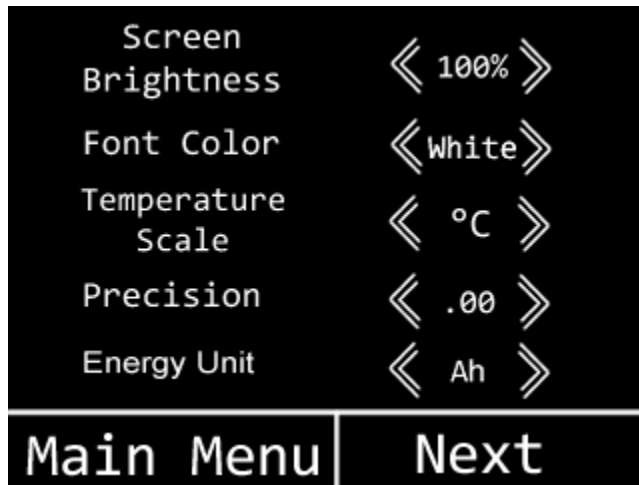 Screen
Brightness
《 100% 》
Font Color
《 White 》
Temperature
Scale
《 °C 》
Precision
《 .00 》
Energy Unit
《 Ah 》
Main Menu
Next